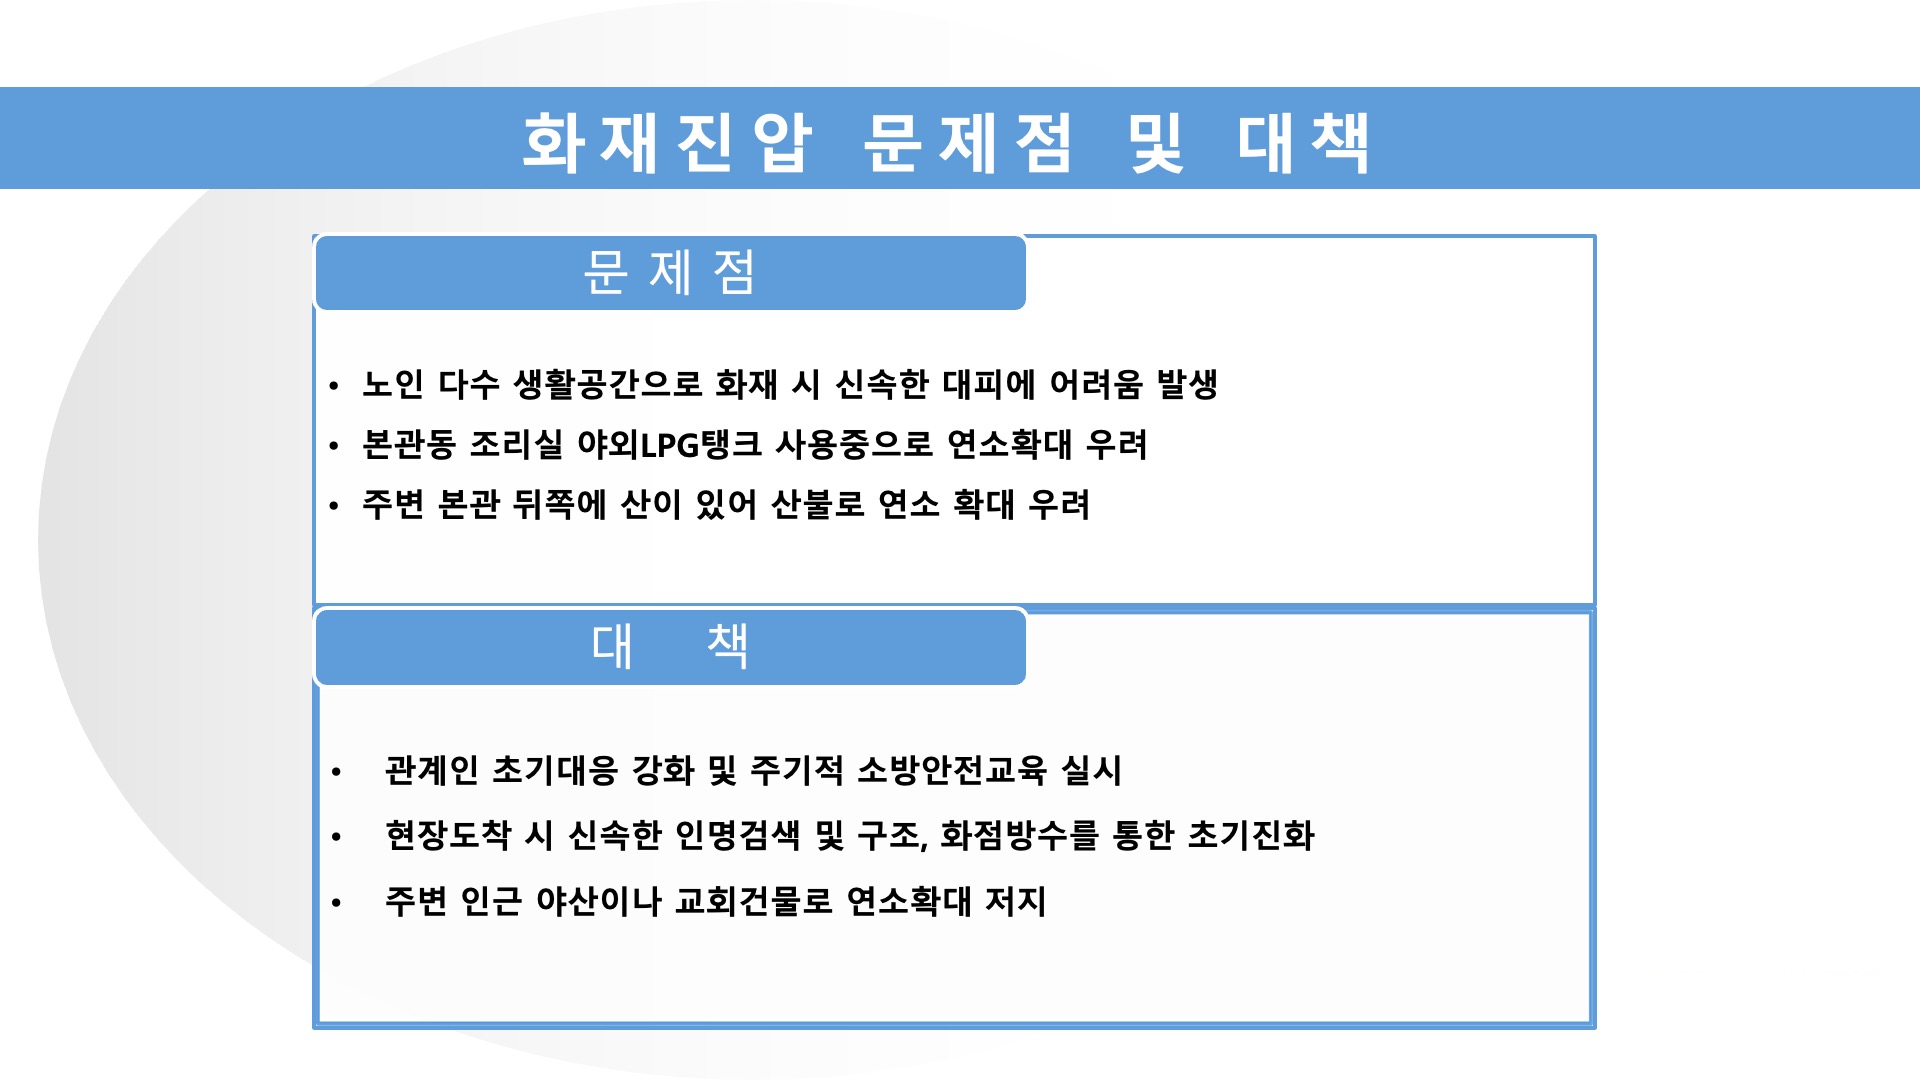 화재진압 문제점 및 대책
문 제 점
• 노인 다수 생활공간으로 화재 시 신속한 대피에 어려움 발생
• 본관동 조리실 야외LPG탱크 사용중으로 연소확대 우려
• 주변 본관 뒤쪽에 산이 있어 산불로 연소 확대 우려
대 책
• 관계인 초기대응 강화 및 주기적 소방안전교육 실시
• 현장도착 시 신속한 인명검색 및 구조, 화점방수를 통한 초기진화
• 주변 인근 야산이나 교회건물로 연소확대 저지